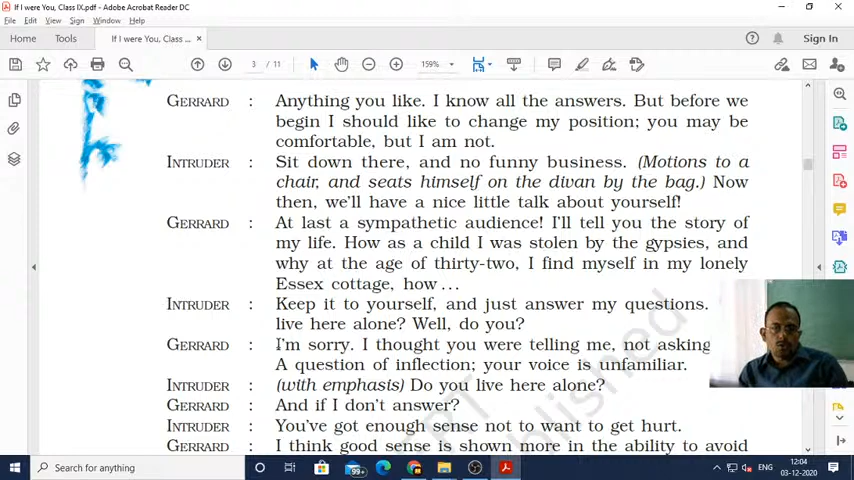 If I were You, Class IX.pdf - Adobe Acrobat Reader DC
File Edit View Sign Window Help
Home Tools If I were You, Class ... × Sign In
3 / 11 159%
GERRARD : Anything you like. I know all the answers. But before we
begin I should like to change my position; you may be
comfortable, but I am not.
INTRUDER : Sit down there, and no funny business. (Motions to a
chair, and seats himself on the divan by the bag.) Now
then, we'll have a nice little talk about yourself!
GERRARD : At last a sympathetic audience! I'll tell you the story of
my life. How as a child I was stolen by the gypsies, and
why at the age of thirty-two, I find myself in my lonely
Essex cottage, how ...
INTRUDER : Keep it to yourself, and just answer my questions.
live here alone? Well, do you?
GERRARD : I'm sorry. I thought you were telling me, not asking
A question of inflection; your voice is unfamiliar.
INTRUDER : (with emphasis) Do you live here alone?
GERRARD : And if I don't answer?
INTRUDER : You've got enough sense not to want to get hurt.
GERRARD : I think good sense is shown more in the ability to avoid
Search for anything
99+
ENG
12:04
03-12-2020